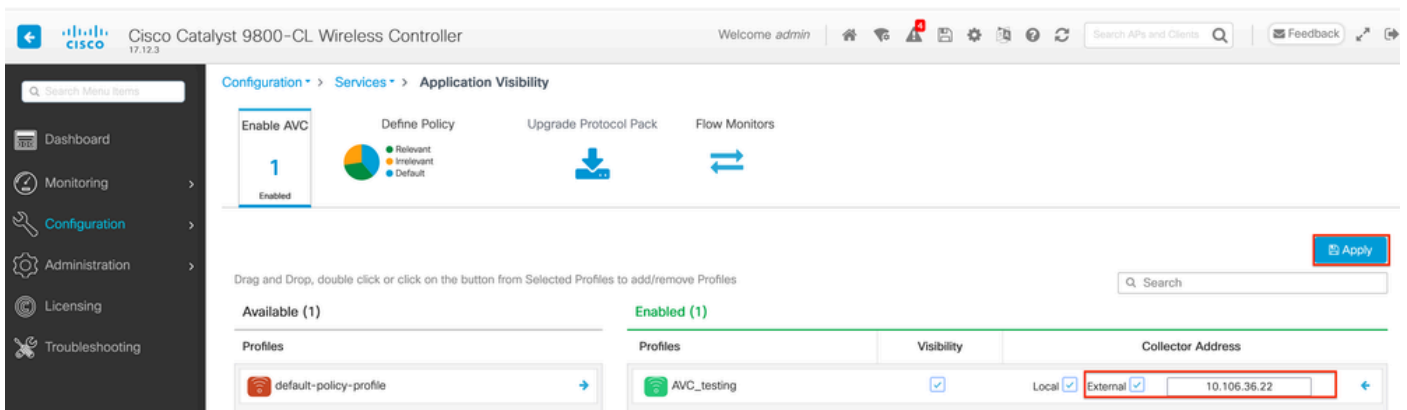 CISCO
Cisco Catalyst 9800-CL Wireless Controller
17.12.3
Welcome admin
4
Search APs and Clients
Feedback
Search Menu Items
Dashboard
Monitoring
Configuration
Administration
Licensing
Troubleshooting
Configuration > Services > Application Visibility
Enable AVC
1
Enabled
Define Policy
Relevant
Irrelevant
Default
Upgrade Protocol Pack
Flow Monitors
Apply
Drag and Drop, double click or click on the button from Selected Profiles to add/remove Profiles
Search
Available (1)
Enabled (1)
Profiles
Profiles Visibility Collector Address
default-policy-profile
AVC_testing Local External 10.106.36.22